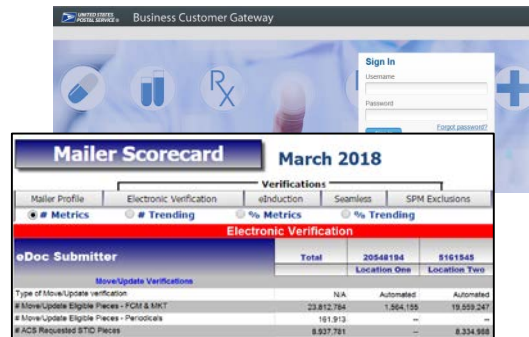 UNITED STATES POSTAL SERVICE® Business Customer Gateway
Sign In
Username
Password
Forgot password?
Rx
Mailer Scorecard March 2018
Verifications
Mailer Profile Electronic Verification eInduction Seamless SPM Exclusions
# Metrics # Trending % Metrics % Trending
Electronic Verification
eDoc Submitter Total 20548194 5161545
Location One Location Two
Move/Update Verifications
Type of Move/Update verification N/A Automated Automated
# Move/Update Eligible Pieces - FCM & MKT 23,812,784 1,564,155 19,559,247
# Move/Update Eligible Pieces - Periodicals 161,913 -- --
# ACS Requested STID Pieces 8,937,781 -- 8,334,988